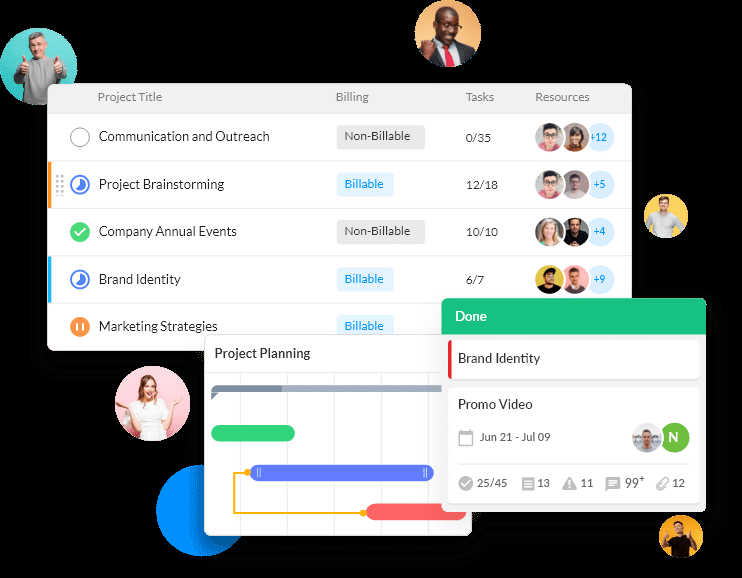 Project Title Billing Tasks Resources
Communication and Outreach Non-Billable 0/35 +12
Project Brainstorming Billable 12/18 +5
Company Annual Events Non-Billable 10/10 +4
Brand Identity Billable 6/7 +9
Marketing Strategies Billable
Project Planning
Done
Brand Identity
Promo Video
Jun 21 - Jul 09 N
25/45 13 11 99+ 12